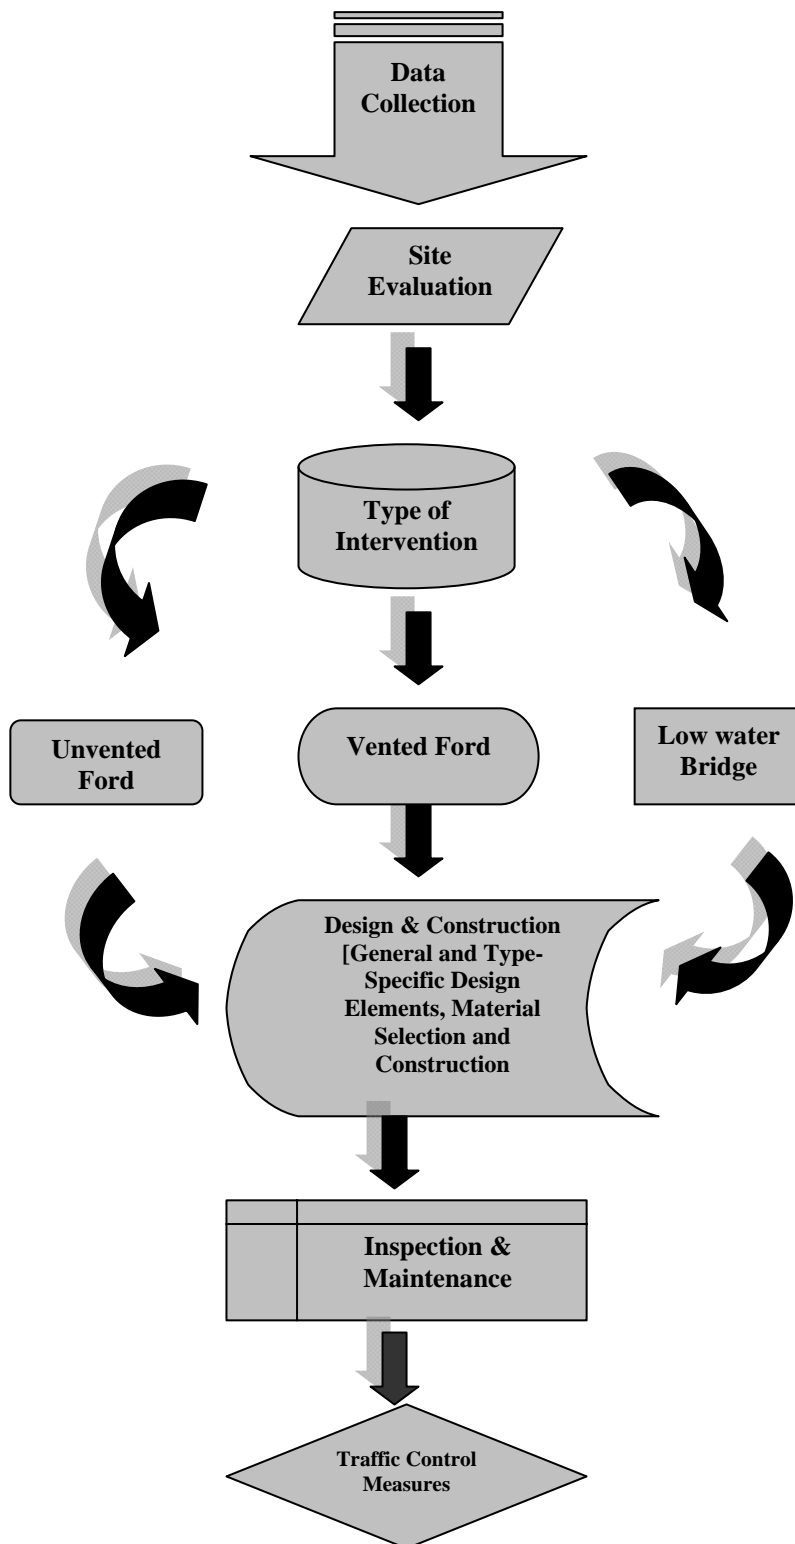 Data
Collection
Site
Evaluation
Type of
Intervention
Unvented
Ford
Vented Ford
Low water
Bridge
Design & Construction
[General and Type-
Specific Design
Elements, Material
Selection and
Construction
Inspection &
Maintenance
Traffic Control
Measures